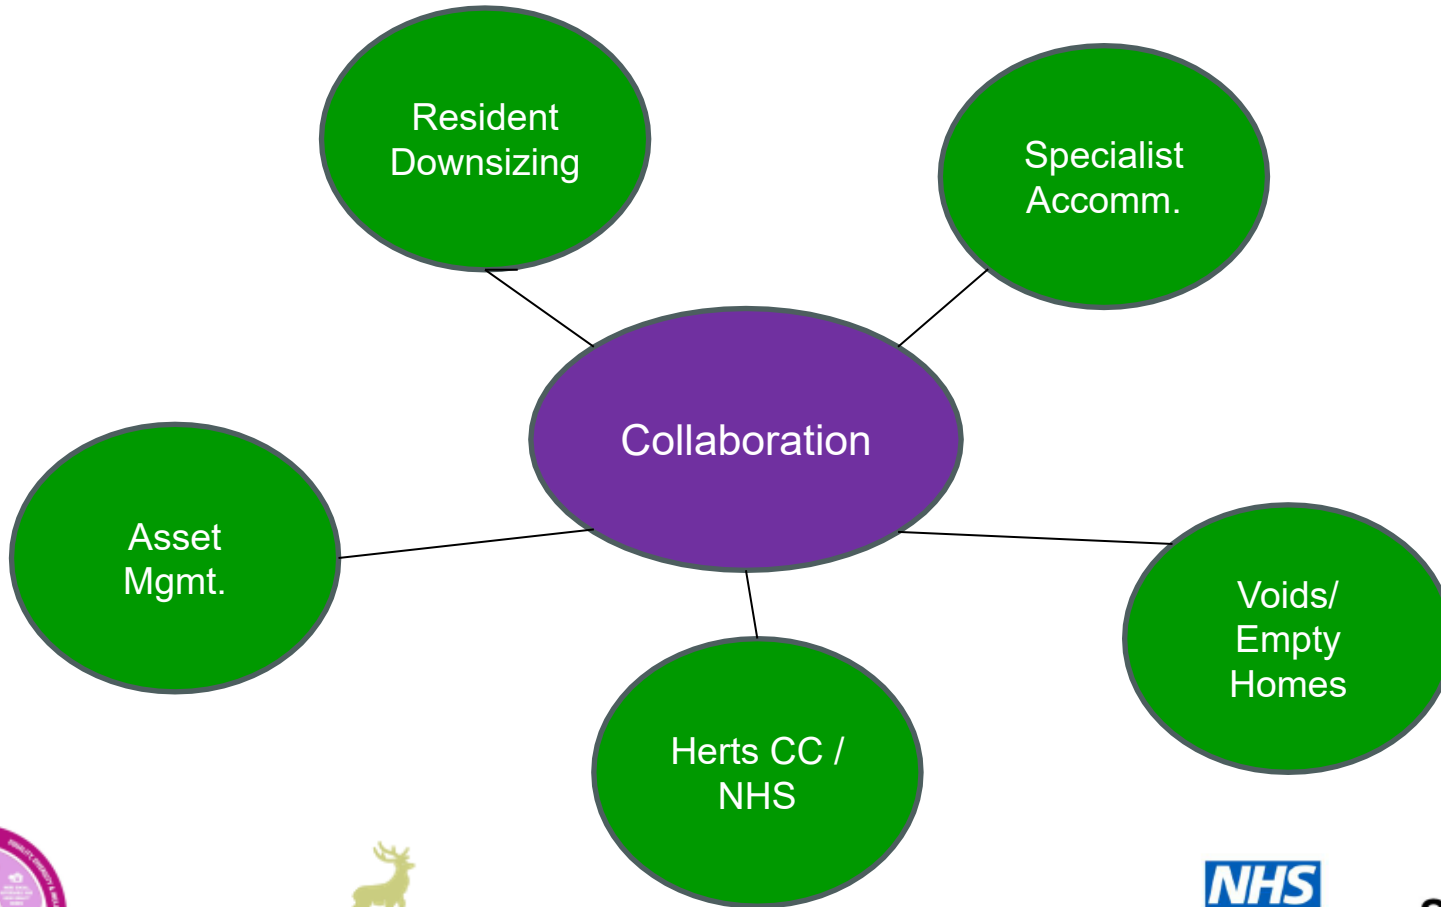 Resident
Downsizing
Specialist
Accomm.
Collaboration
Asset
Mgmt.
Voids/
Empty
Homes
Herts CC /
NHS
NHS